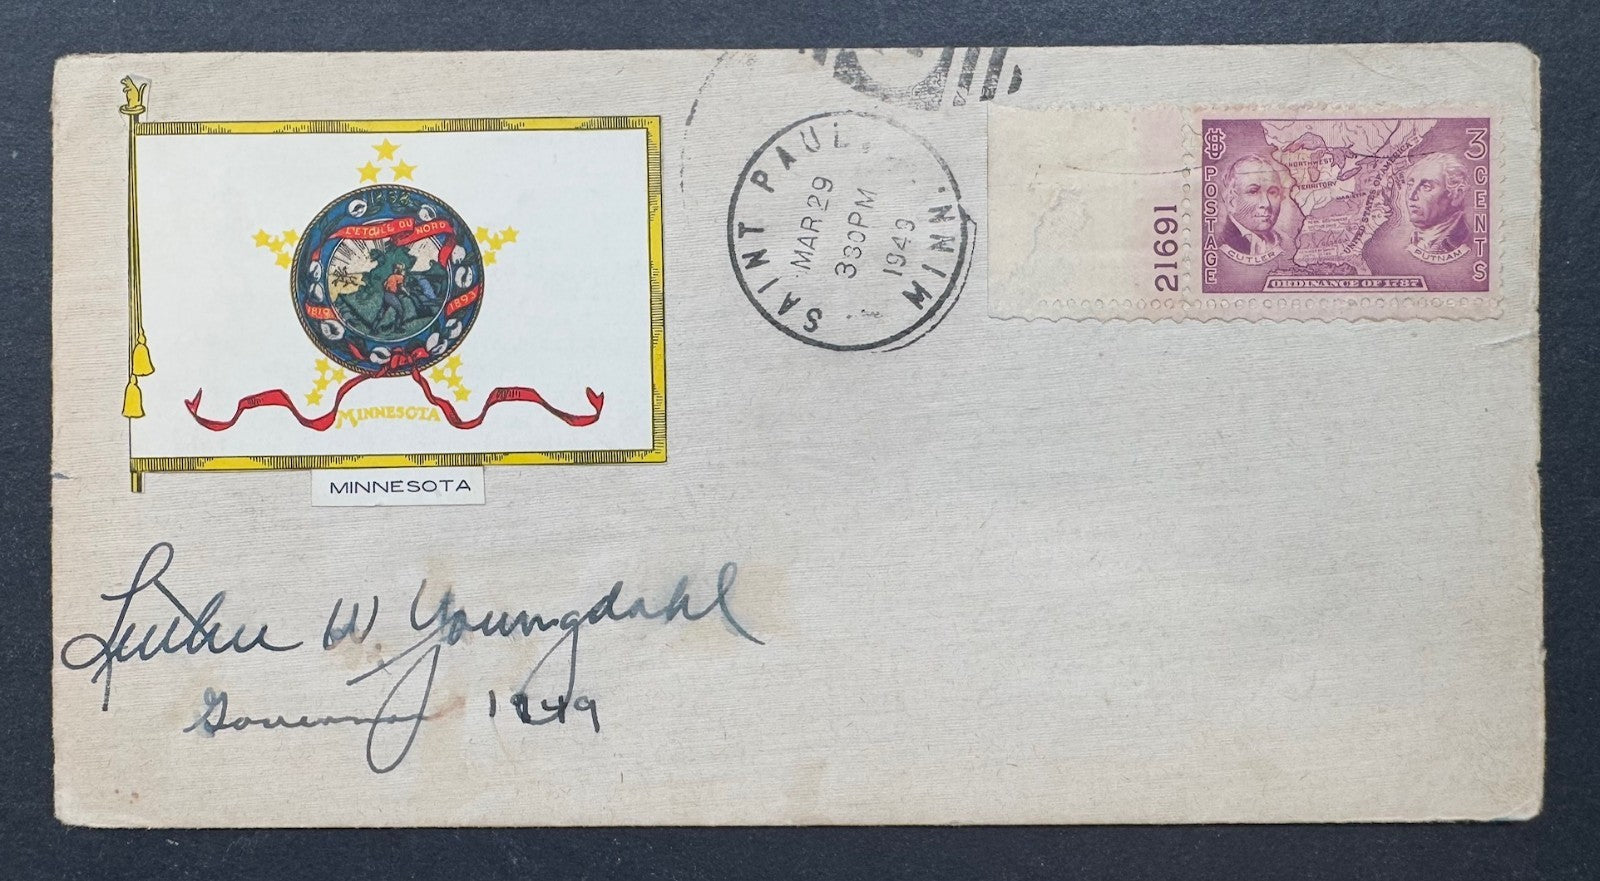 1858
L'ETOILE DU NORD
1819
1893
MINNESOTA
MINNESOTA
SAINT PAUL, MINN.
MAR 29
330PM
1949
21691
$ POSTAGE
3 CENTS
NORTHWEST
TERRITORY
UNITED STATES OF AMERICA
CUTLER
PUTNAM
ORDINANCE OF 1787
Luther W. Youngdahl
Governor 1949